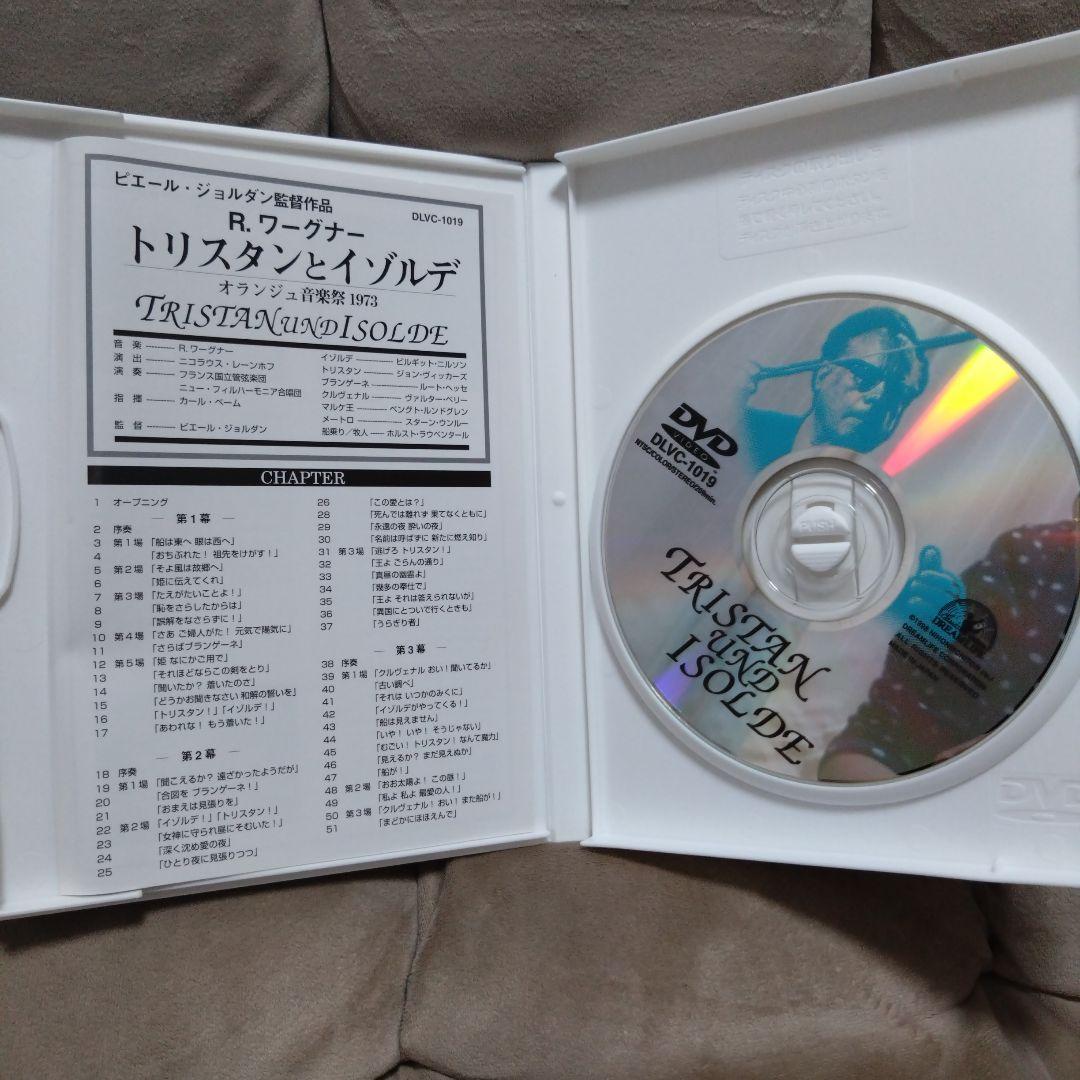 ピエール・ジョルダン監督作品
DLVC-1019
R.ワーグナー
トリスタンとイゾルデ
オランジュ音楽祭 1973
TRISTAN UND ISOLDE
音 楽 ---------- R.ワーグナー
演 出 ---------- ニコラウス・レーンホフ
演 奏 ---------- フランス国立管弦楽団
ニュー・フィルハーモニア合唱団
指 揮 ---------- カール・ベーム
監 督 ---------- ピエール・ジョルダン
イゾルデ ---------- ビルギット・ニルソン
トリスタン ---------- ジョン・ヴィッカーズ
ブランゲーネ ---------- ルート・ヘッセ
クルヴェナル ---------- ヴァルター・ベリー
マルケ王 ---------- ベングト・ルンドグレン
メートロ ---------- スターン・ウンルー
船乗り／牧人 ---- ホルスト・ラウベンタール
CHAPTER
1 オープニング
― 第1幕 ―
2 序奏
3 第1場 「船は東へ 眼は西へ」
4 「おちぶれた！ 祖先をけがす！」
5 第2場 「そよ風は故郷へ」
6 「姫に伝えてくれ」
7 第3場 「たえがたいことよ！」
8 「恥をさらしたからは」
9 「誤解をなさらずに！」
10 第4場 「さあ ご婦人がた！ 元気で陽気に」
11 「さらばブランゲーネ」
12 第5場 「姫 なにかご用で」
13 「それほどならこの剣をとり」
14 「聞いたか？ 着いたのさ」
15 「どうかお聞きなさい 和解の誓いを」
16 「トリスタン！」「イゾルデ！」
17 「あわれな！ もう着いた！」
― 第2幕 ―
18 序奏
19 第1場 「聞こえるか？ 遠ざかったようだが」
20 「合図を ブランゲーネ！」
21 「おまえは見張りを」
22 第2場 「イゾルデ！」「トリスタン！」
23 「女神に守られ昼にそむいた！」
24 「深く沈め愛の夜」
25 「ひとり夜に見張りつつ」
26 「この愛とは？」
28 「死んでは離れず 果てなくともに」
29 「永遠の夜 酔いの夜」
30 「名前は呼ばずに 新たに燃え知り」
31 第3場 「逃げろ トリスタン！」
32 「王よ ごらんの通り」
33 「真昼の幽霊よ」
34 「幾多の奉仕で」
35 「王よ それは答えられないが」
36 「異国にとついで行くときも」
37 「うらぎり者」
― 第3幕 ―
38 序奏
39 第1場 「クルヴェナル おい！聞いてるか」
40 「古い調べ」
41 「それは いつかのみくに」
42 「イゾルデがやってくる！」
43 「船は見えません」
44 「いや！ いや！ そうじゃない」
45 「むごい！ トリスタン！ なんて魔力」
46 「見えるか？ まだ見えぬか」
47 「船が！」
48 第2場 「おお太陽よ！ この昼！」
49 「私よ 私よ 最愛の人！」
50 第3場 「クルヴェナル！ おい！ また船が！」
51 「まどかにほほえんで」
DVD
VIDEO
DLVC-1019
NTSC/COLOR/STEREO/209min.
PUSH
TRISTAN
UND
ISOLDE
DREAMLIFE
DREAMLIFE CORPORATION
ALL RIGHTS RESERVED
MADE IN JAPAN
DVD